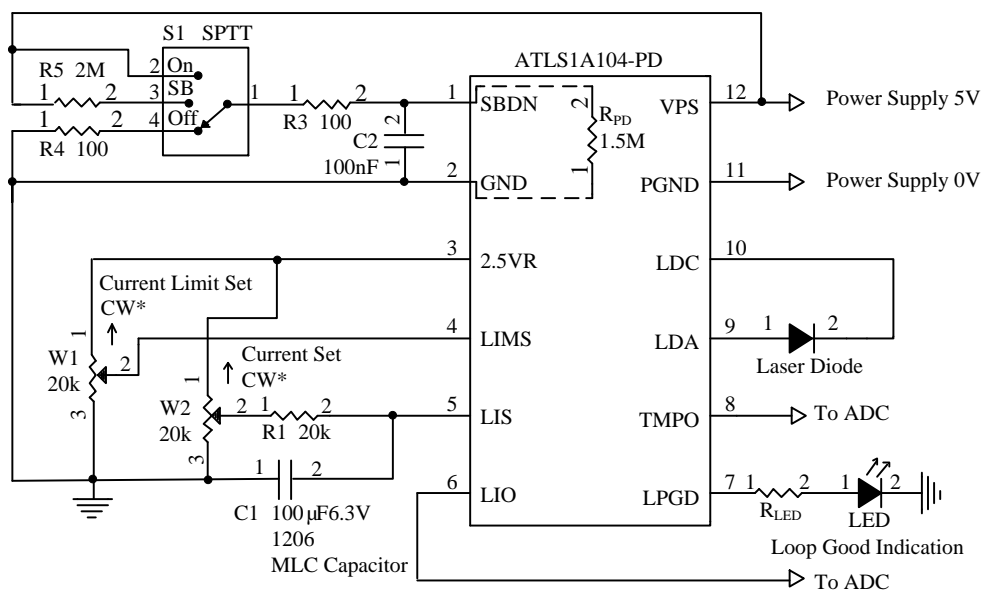 S1 SPTT
ATLS1A104-PD
R5 2M
2 On
1 2 3 SB
1 2 4 Off
R4 100
1
1 2
R3 100
2
C2
1
100nF
1 SBDN
2
R_PD
1.5M
1
2 GND
VPS 12
Power Supply 5V
PGND 11
Power Supply 0V
3 2.5VR
LDC 10
Current Limit Set
CW*
1
W1
20k
2
3
4 LIMS
LDA 9
1 2
Laser Diode
Current Set
CW*
1
W2
20k
2
3
1 2
R1 20k
5 LIS
TMPO 8
To ADC
1 2
C1 100µF6.3V
1206
MLC Capacitor
6 LIO
LPGD 7
1 2
R_LED
1 2
LED
Loop Good Indication
To ADC